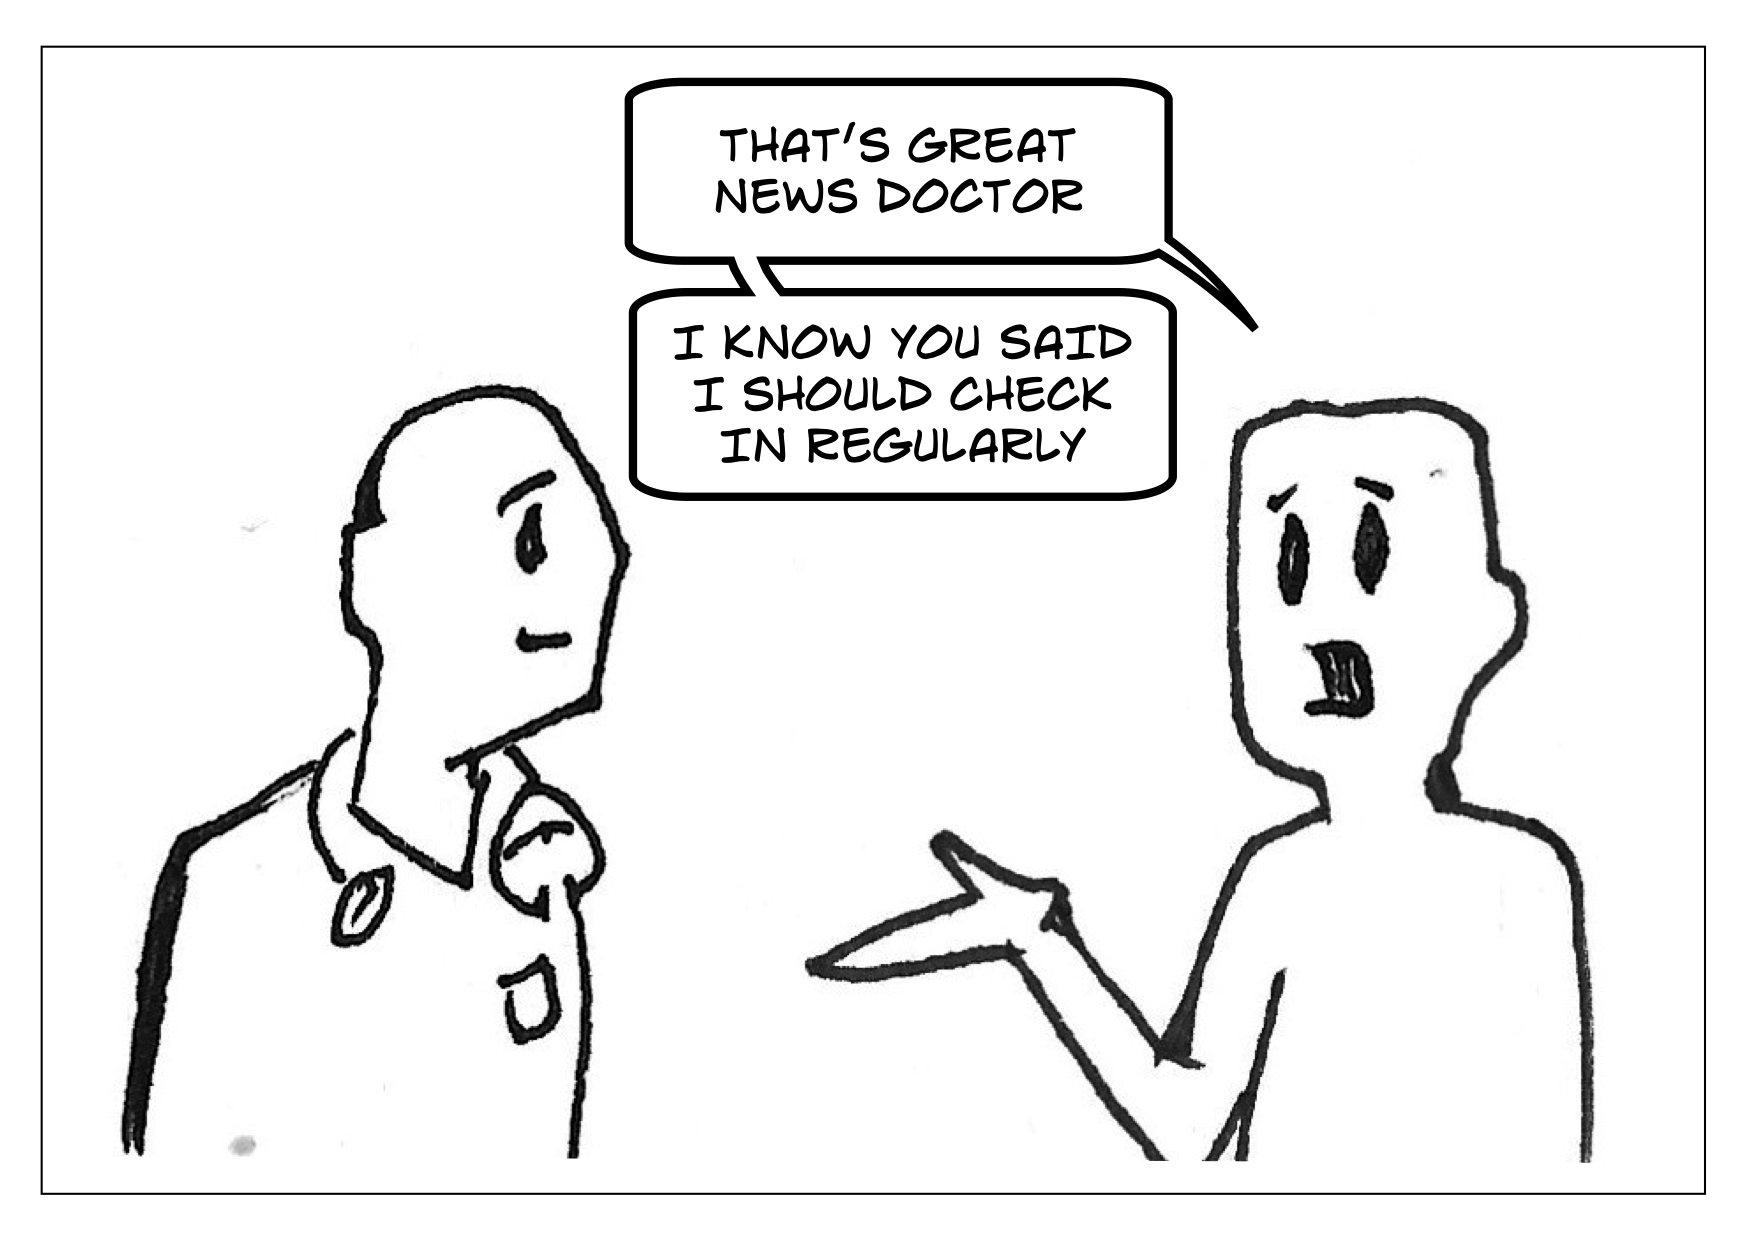 THAT'S GREAT
NEWS DOCTOR
I KNOW YOU SAID
I SHOULD CHECK
IN REGULARLY